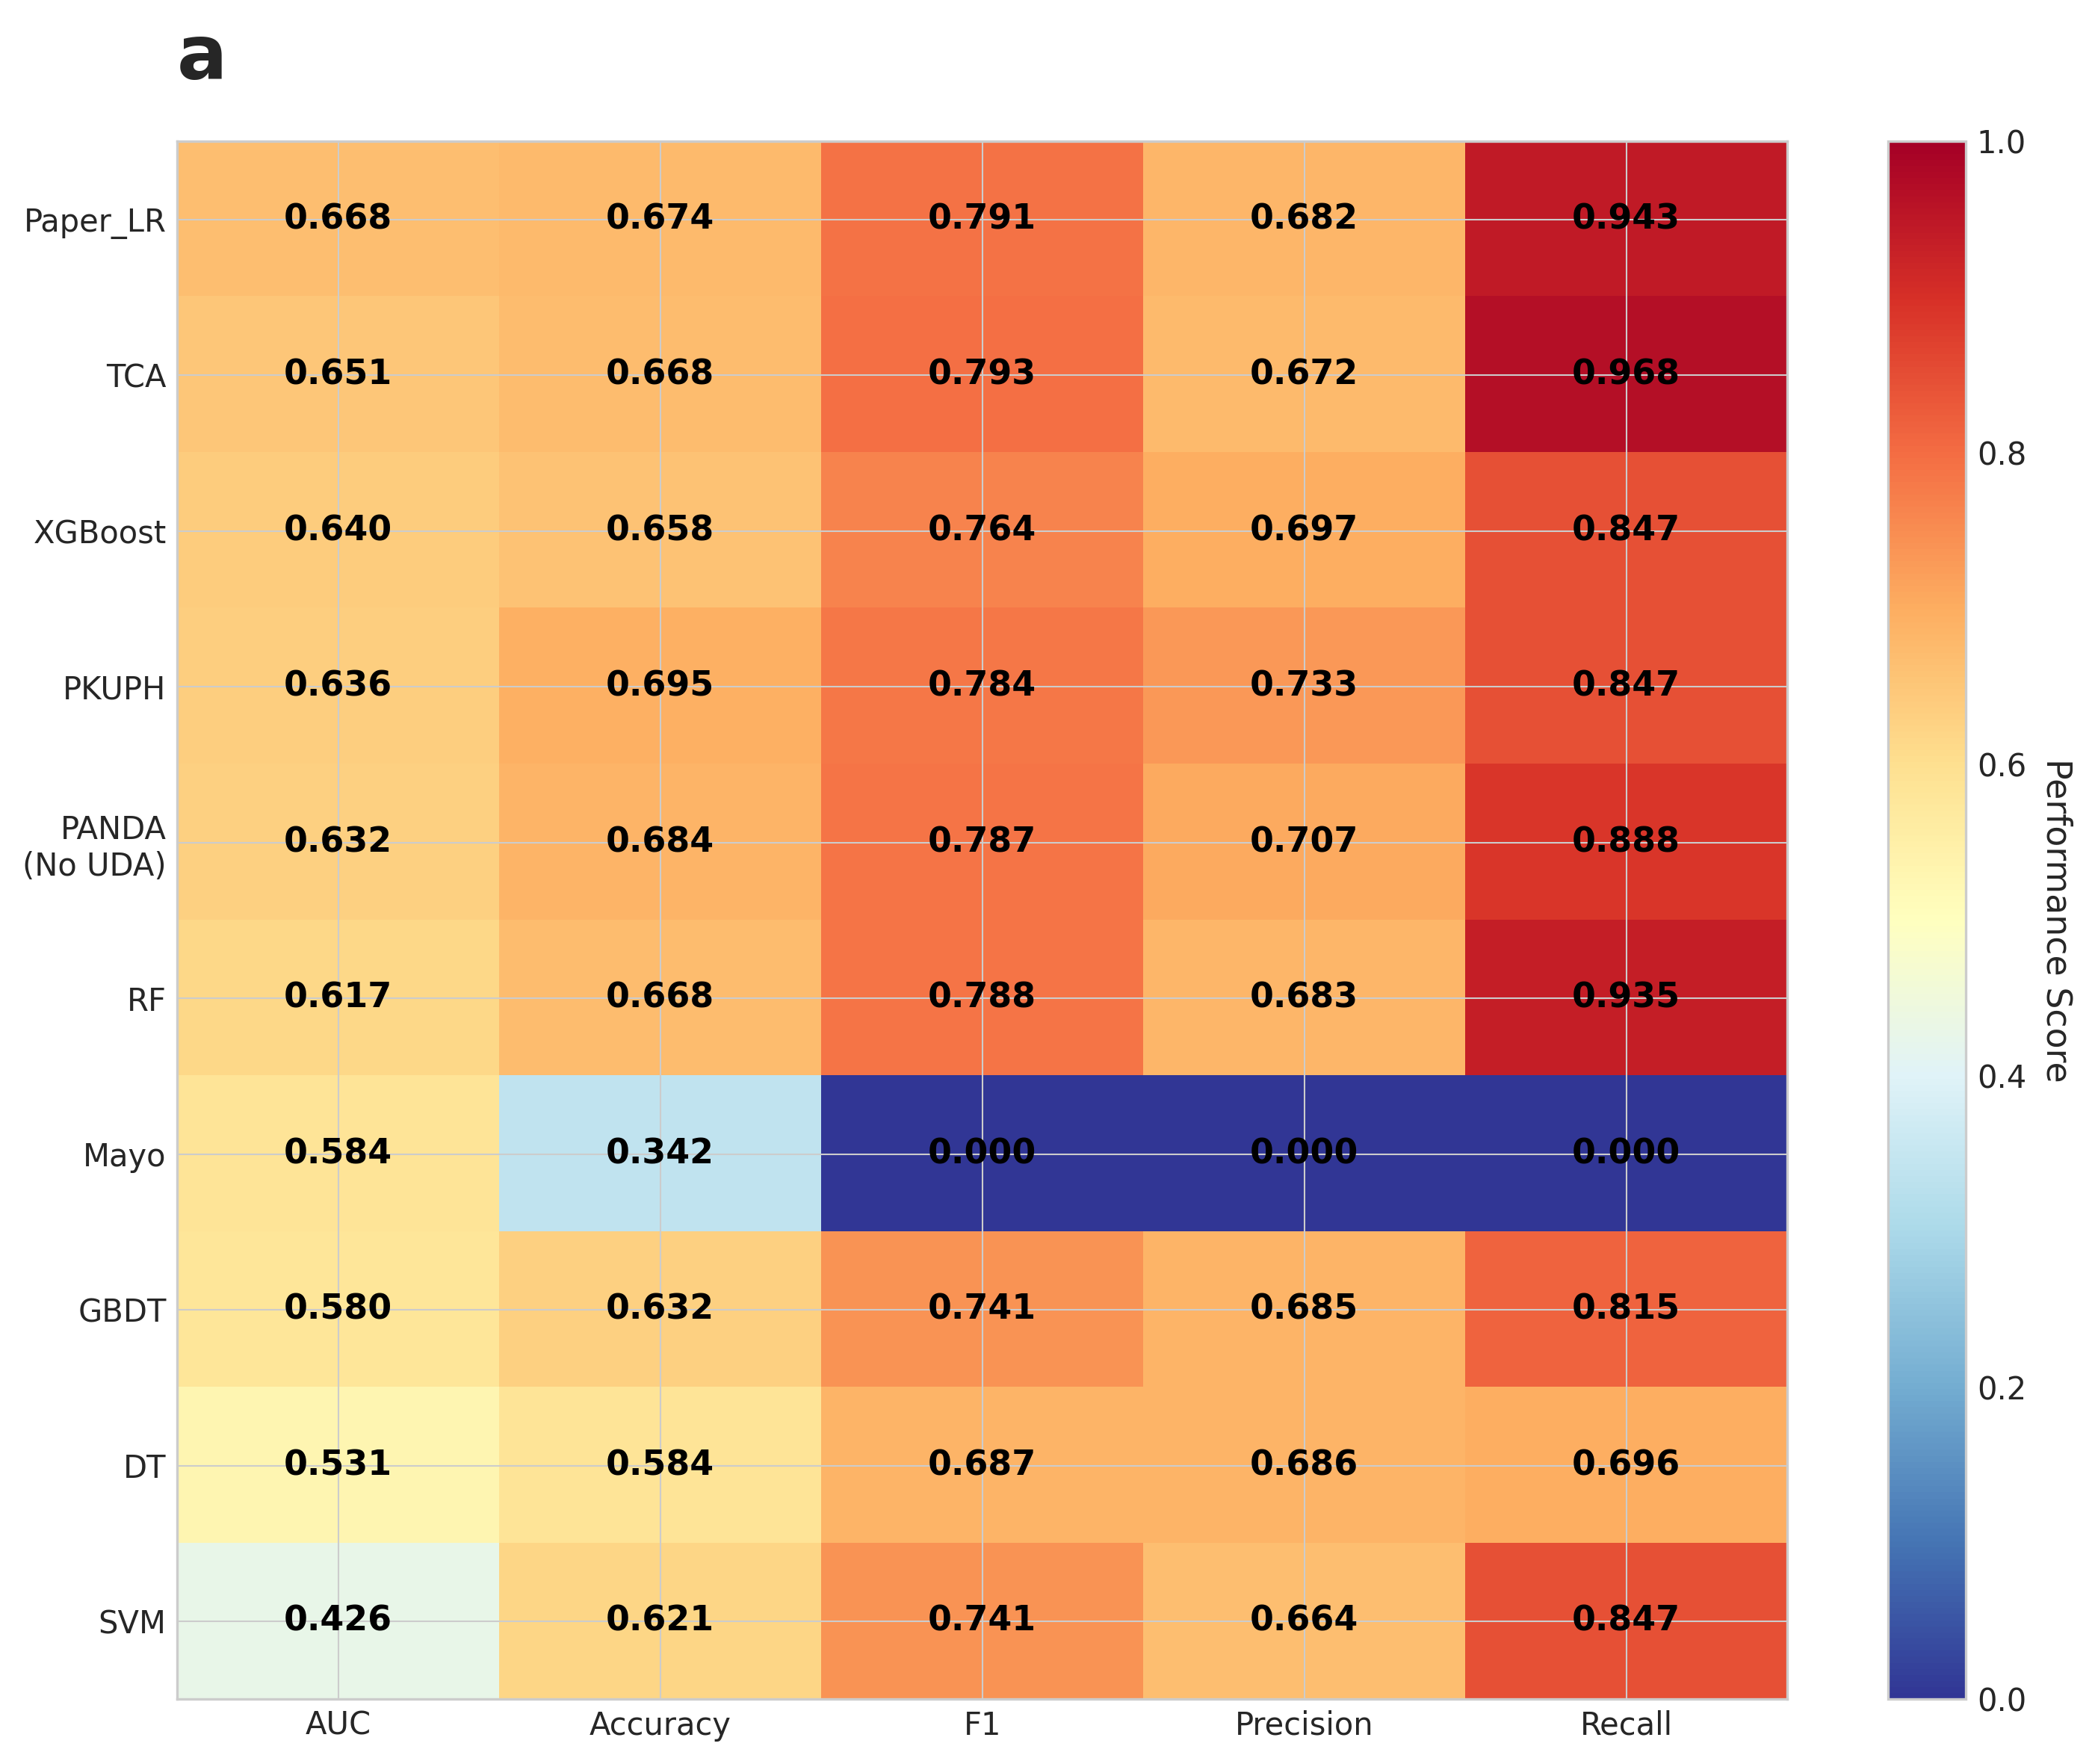 a
Paper_LR 0.668 0.674 0.791 0.682 0.943
TCA 0.651 0.668 0.793 0.672 0.968
XGBoost 0.640 0.658 0.764 0.697 0.847
PKUPH 0.636 0.695 0.784 0.733 0.847
PANDA
(No UDA) 0.632 0.684 0.787 0.707 0.888
RF 0.617 0.668 0.788 0.683 0.935
Mayo 0.584 0.342 0.000 0.000 0.000
GBDT 0.580 0.632 0.741 0.685 0.815
DT 0.531 0.584 0.687 0.686 0.696
SVM 0.426 0.621 0.741 0.664 0.847
AUC Accuracy F1 Precision Recall
1.0
0.8
0.6
0.4
0.2
0.0
Performance Score